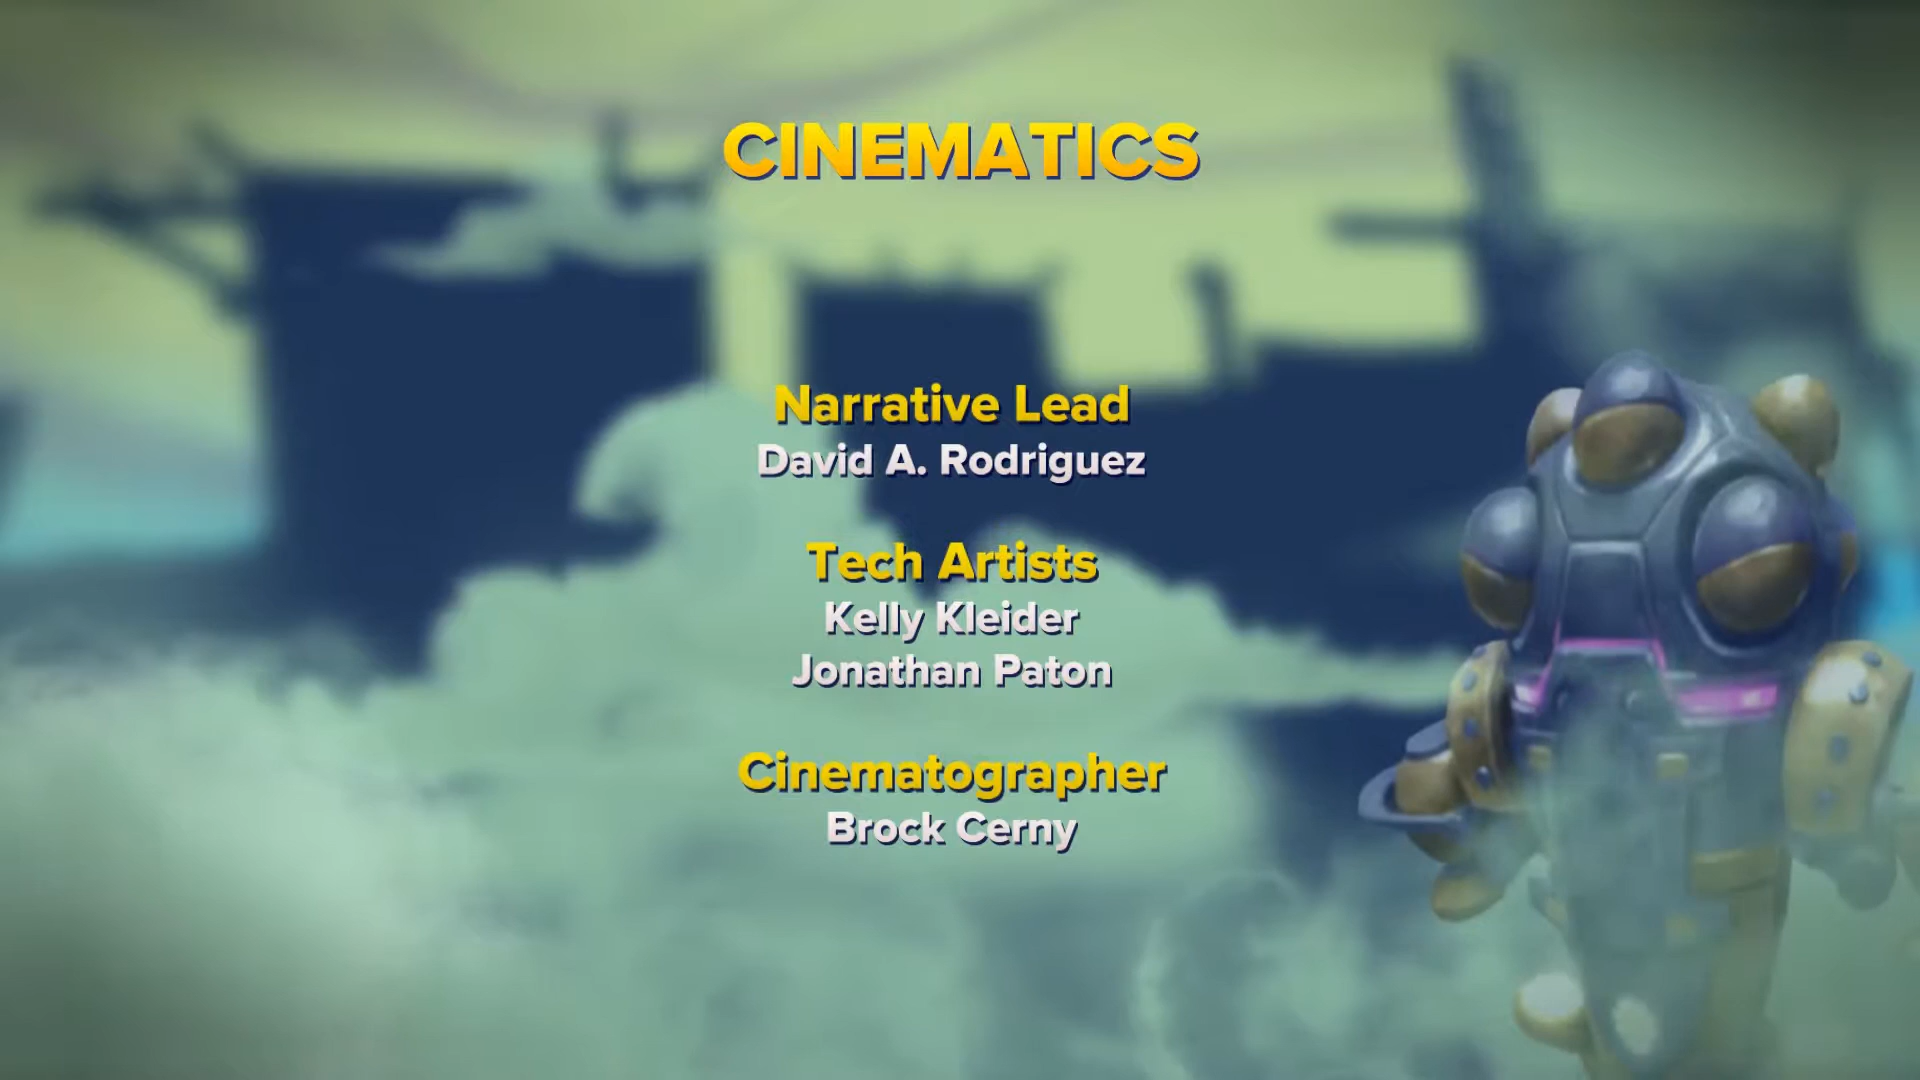 CINEMATICS
Narrative Lead
David A. Rodriguez
Tech Artists
Kelly Kleider
Jonathan Paton
Cinematographer
Brock Cerny